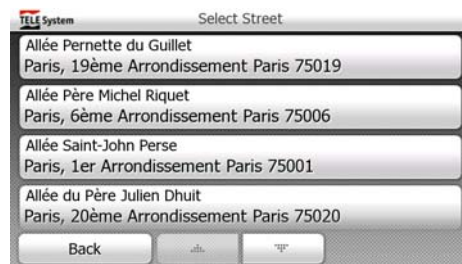 TELE System
Select Street
Allée Pernette du Guillet
Paris, 19ème Arrondissement Paris 75019
Allée Père Michel Riquet
Paris, 6ème Arrondissement Paris 75006
Allée Saint-John Perse
Paris, 1er Arrondissement Paris 75001
Allée du Père Julien Dhuit
Paris, 20ème Arrondissement Paris 75020
Back